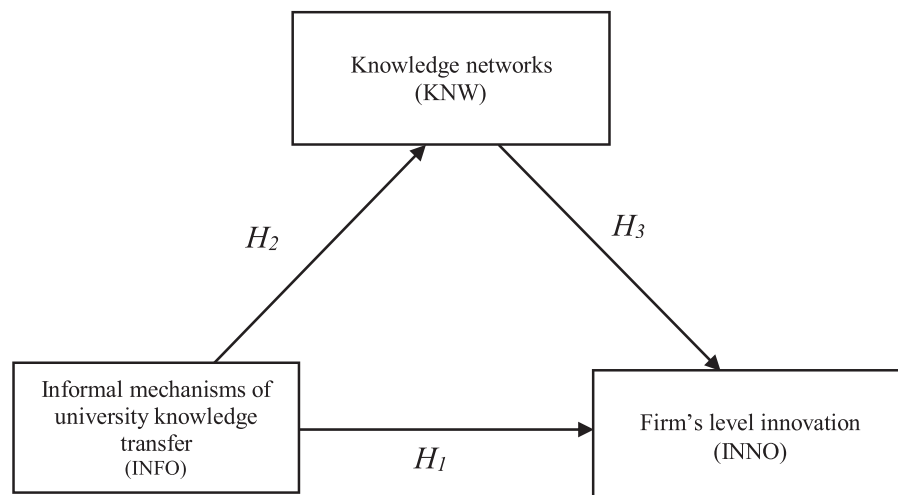 Knowledge networks
(KNW)
H2
H3
Informal mechanisms of
university knowledge
transfer
(INFO)
H1
Firm's level innovation
(INNO)